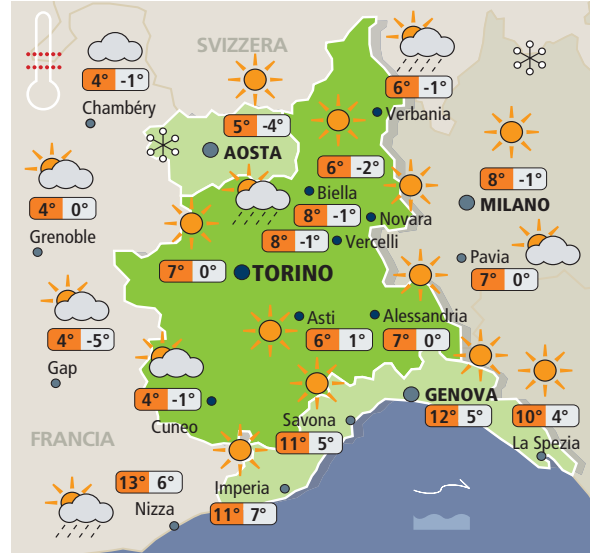 SVIZZERA
4° -1°
Chambéry
6° -1°
Verbania
5° -4°
AOSTA
6° -2°
Biella
8° -1°
MILANO
4° 0°
Grenoble
8° -1°
Novara
8° -1°
Vercelli
7° 0°
TORINO
Pavia
7° 0°
4° -5°
Gap
Asti
6° 1°
Alessandria
7° 0°
4° -1°
Cuneo
GENOVA
12° 5°
10° 4°
La Spezia
Savona
11° 5°
FRANCIA
13° 6°
Nizza
Imperia
11° 7°